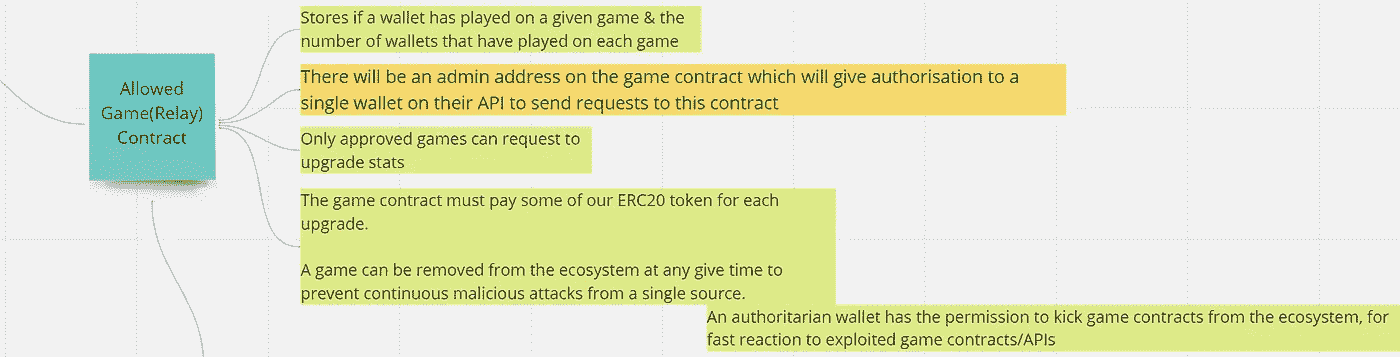 Allowed
Game(Relay)
Contract
Stores if a wallet has played on a given game & the
number of wallets that have played on each game
There will be an admin address on the game contract which will give authorisation to a
single wallet on their API to send requests to this contract
Only approved games can request to
upgrade stats
The game contract must pay some of our ERC20 token for each
upgrade.
A game can be removed from the ecosystem at any give time to
prevent continuous malicious attacks from a single source.
An authoritarian wallet has the permission to kick game contracts from the ecosystem, for
fast reaction to exploited game contracts/APIs